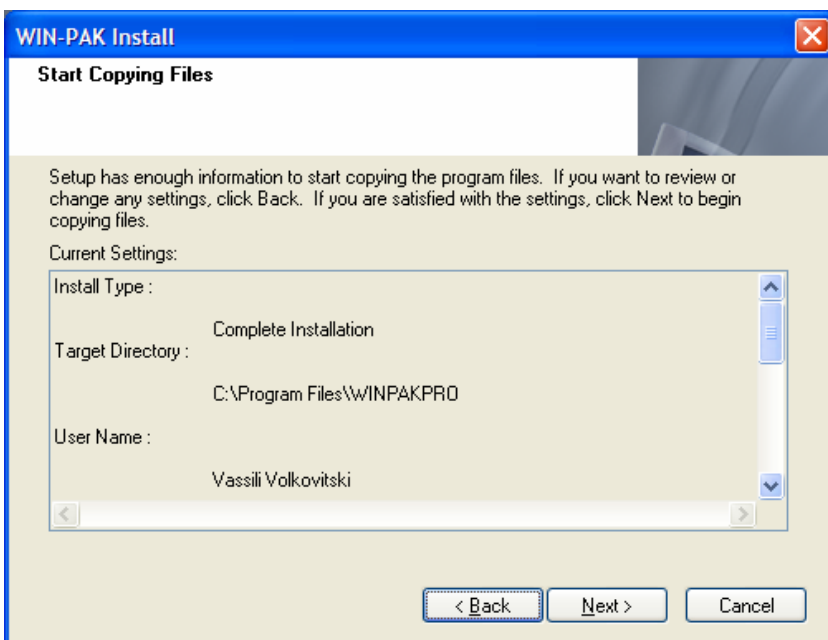 WIN-PAK Install
Start Copying Files
Setup has enough information to start copying the program files. If you want to review or
change any settings, click Back. If you are satisfied with the settings, click Next to begin
copying files.
Current Settings:
Install Type :
Complete Installation
Target Directory :
C:\Program Files\WINPAKPRO
User Name :
Vassili Volkovitski
< Back Next > Cancel